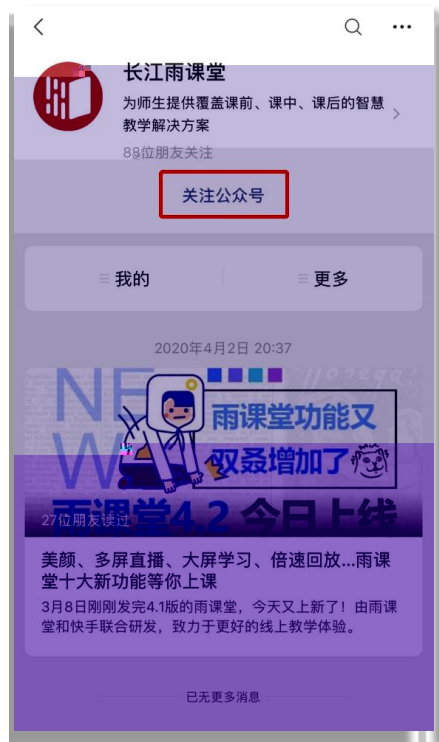 长江雨课堂
为师生提供覆盖课前、课中、课后的智慧
教学解决方案
88位朋友关注
关注公众号
我的
更多
2020年4月2日 20:37
NEW
雨课堂功能又
双叒增加了
雨课堂4.2 今日上线
27位朋友读过
美颜、多屏直播、大屏学习、倍速回放...雨课
堂十大新功能等你上课
3月8日刚刚发完4.1版的雨课堂，今天又上新了！由雨课
堂和快手联合研发，致力于更好的线上教学体验。
已无更多消息